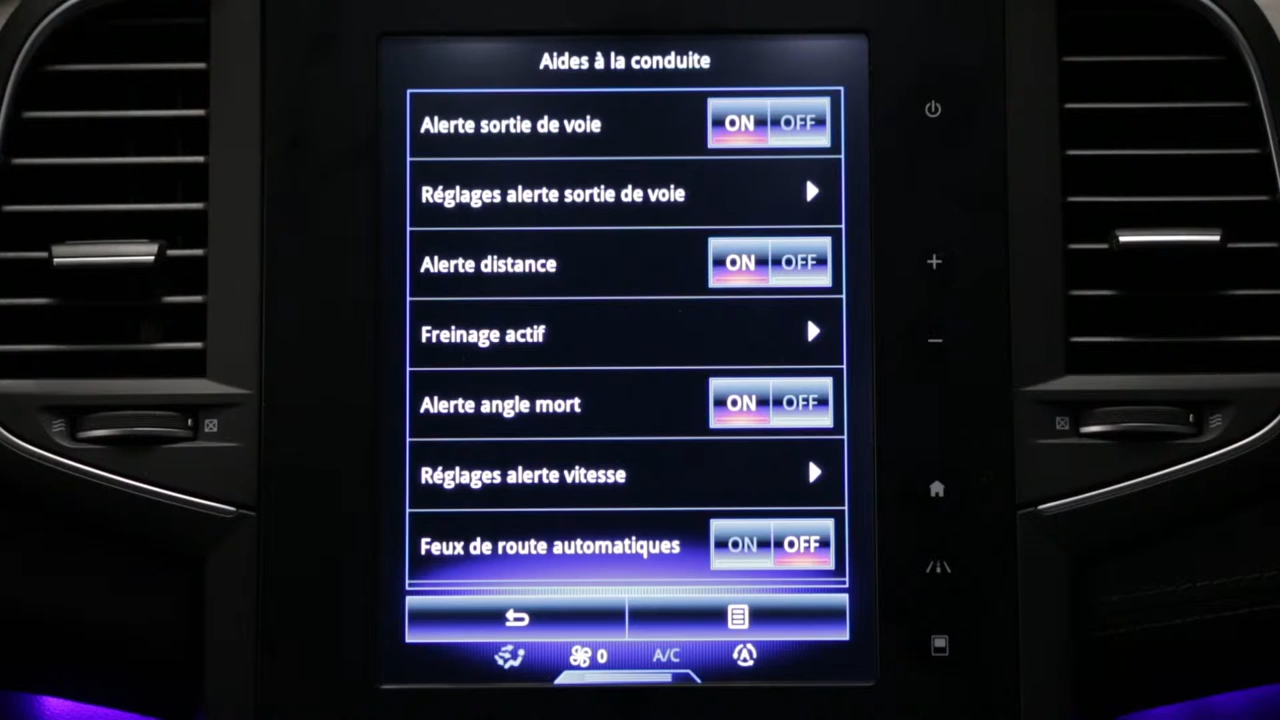 Aides à la conduite
Alerte sortie de voie ON OFF
Réglages alerte sortie de voie
Alerte distance ON OFF
Freinage actif
Alerte angle mort ON OFF
Réglages alerte vitesse
Feux de route automatiques ON OFF
0 A/C